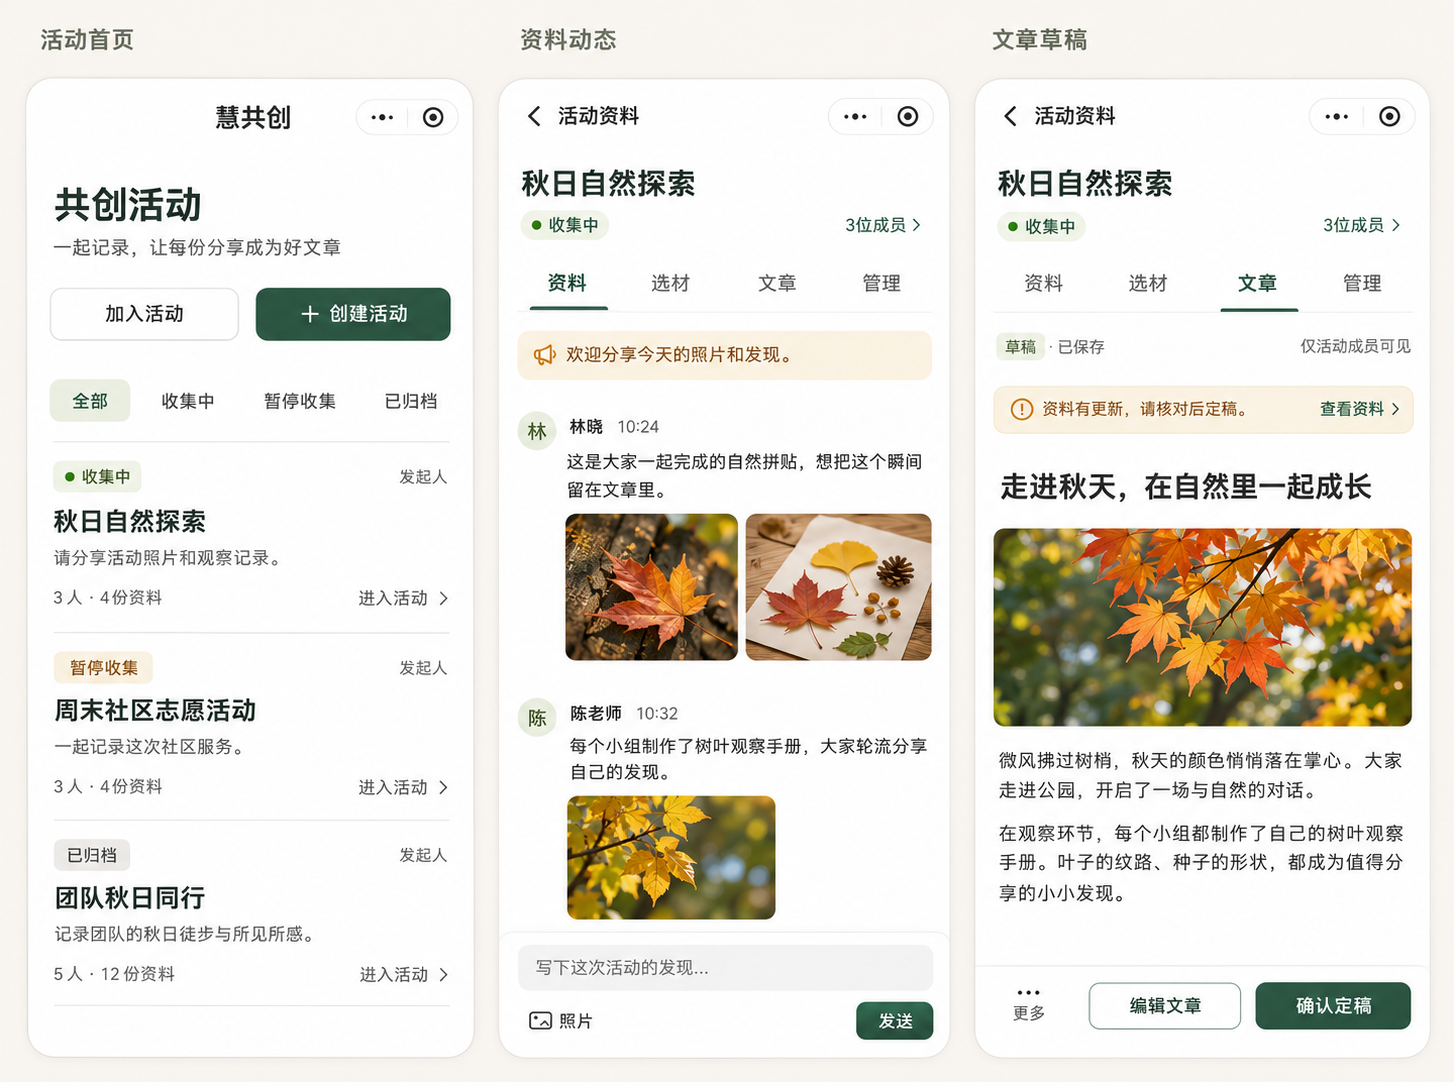 活动首页
慧共创
共创活动
一起记录，让每份分享成为好文章
加入活动
＋ 创建活动
全部
收集中
暂停收集
已归档
收集中
发起人
秋日自然探索
请分享活动照片和观察记录。
3人 · 4份资料
进入活动 >
暂停收集
发起人
周末社区志愿活动
一起记录这次社区服务。
3人 · 4份资料
进入活动 >
已归档
发起人
团队秋日同行
记录团队的秋日徒步与所见所感。
5人 · 12份资料
进入活动 >
资料动态
活动资料
秋日自然探索
收集中
3位成员 >
资料
选材
文章
管理
欢迎分享今天的照片和发现。
林
林晓 10:24
这是大家一起完成的自然拼贴，想把这个瞬间
留在文章里。
陈
陈老师 10:32
每个小组制作了树叶观察手册，大家轮流分享
自己的发现。
写下这次活动的发现...
照片
发送
文章草稿
活动资料
秋日自然探索
收集中
3位成员 >
资料
选材
文章
管理
草稿 · 已保存
仅活动成员可见
资料有更新，请核对后定稿。
查看资料 >
走进秋天，在自然里一起成长
微风拂过树梢，秋天的颜色悄悄落在掌心。大家
走进公园，开启了一场与自然的对话。
在观察环节，每个小组都制作了自己的树叶观察
手册。叶子的纹路、种子的形状，都成为值得分
享的小小发现。
更多
编辑文章
确认定稿